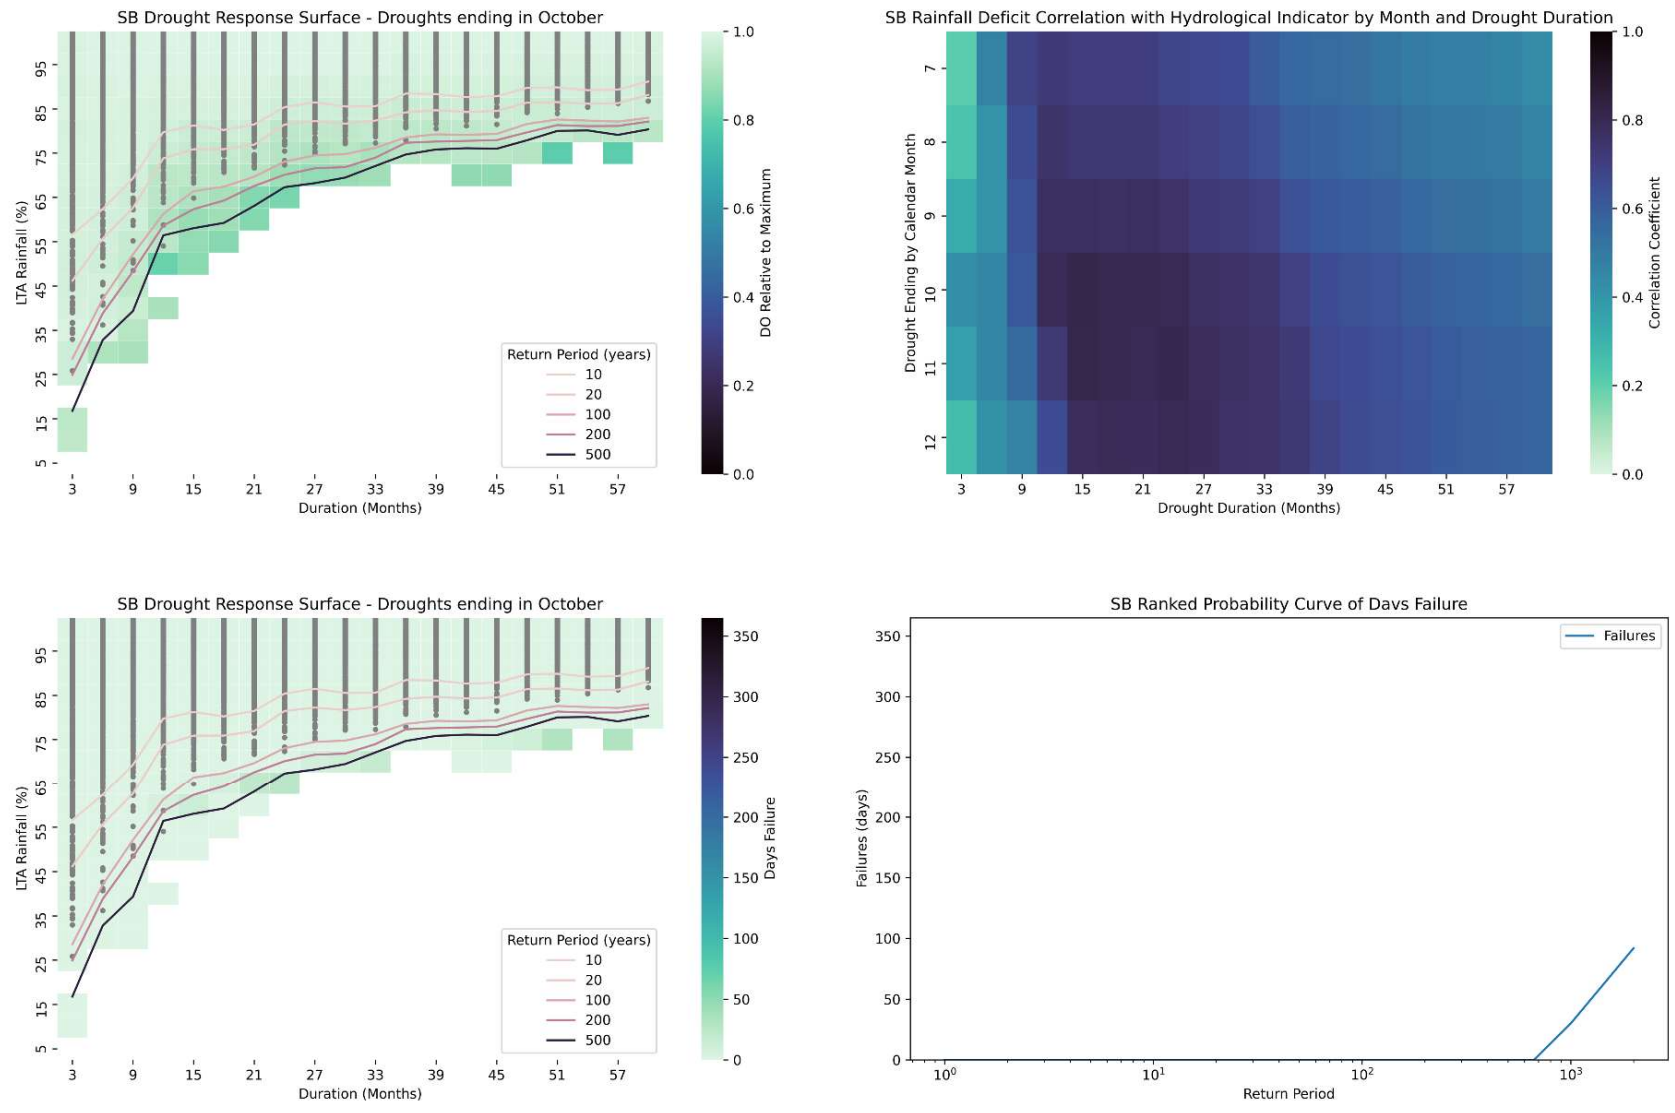 SB Drought Response Surface - Droughts ending in October
LTA Rainfall (%)
95
85
75
65
55
45
35
25
15
5
3 9 15 21 27 33 39 45 51 57
Duration (Months)
Return Period (years)
10
20
100
200
500
1.0
0.8
0.6
0.4
0.2
0.0
DO Relative to Maximum
SB Rainfall Deficit Correlation with Hydrological Indicator by Month and Drought Duration
Drought Ending by Calendar Month
7
8
9
10
11
12
3 9 15 21 27 33 39 45 51 57
Drought Duration (Months)
1.0
0.8
0.6
0.4
0.2
0.0
Correlation Coefficient
SB Drought Response Surface - Droughts ending in October
LTA Rainfall (%)
95
85
75
65
55
45
35
25
15
5
3 9 15 21 27 33 39 45 51 57
Duration (Months)
Return Period (years)
10
20
100
200
500
350
300
250
200
150
100
50
0
Days Failure
SB Ranked Probability Curve of Days Failure
Failures
Failures (days)
350
300
250
200
150
100
50
0
10⁰ 10¹ 10² 10³
Return Period